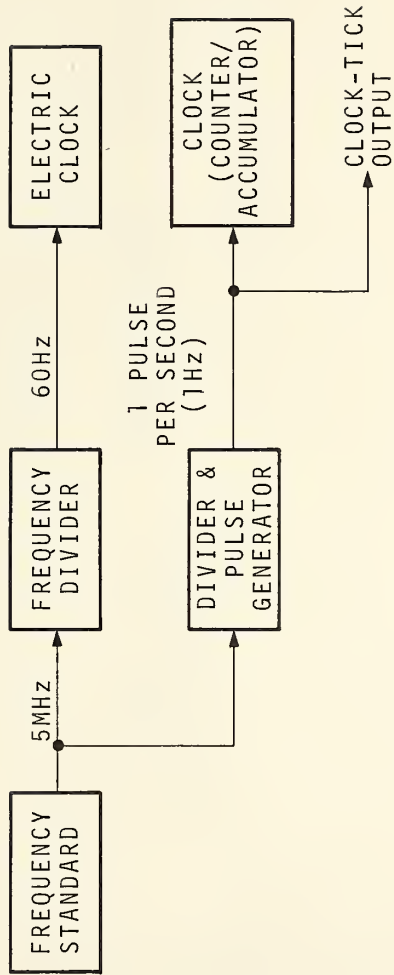 FREQUENCY
STANDARD
5MHz
FREQUENCY
DIVIDER
60Hz
ELECTRIC
CLOCK
DIVIDER &
PULSE
GENERATOR
1 PULSE
PER SECOND
(1Hz)
CLOCK
(COUNTER/
ACCUMULATOR)
CLOCK-TICK
OUTPUT